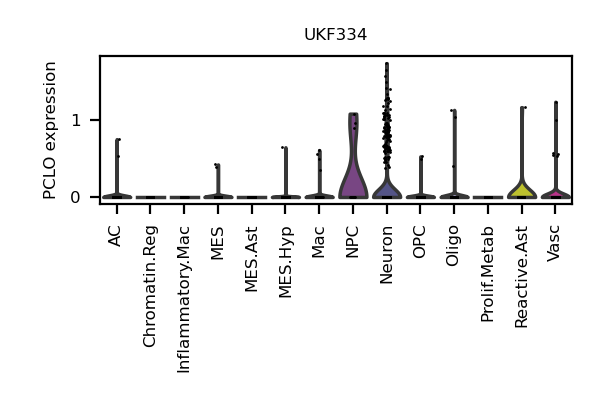 UKF334
PCLO expression
1
0
AC
Chromatin.Reg
Inflammatory.Mac
MES
MES.Ast
MES.Hyp
Mac
NPC
Neuron
OPC
Oligo
Prolif.Metab
Reactive.Ast
Vasc